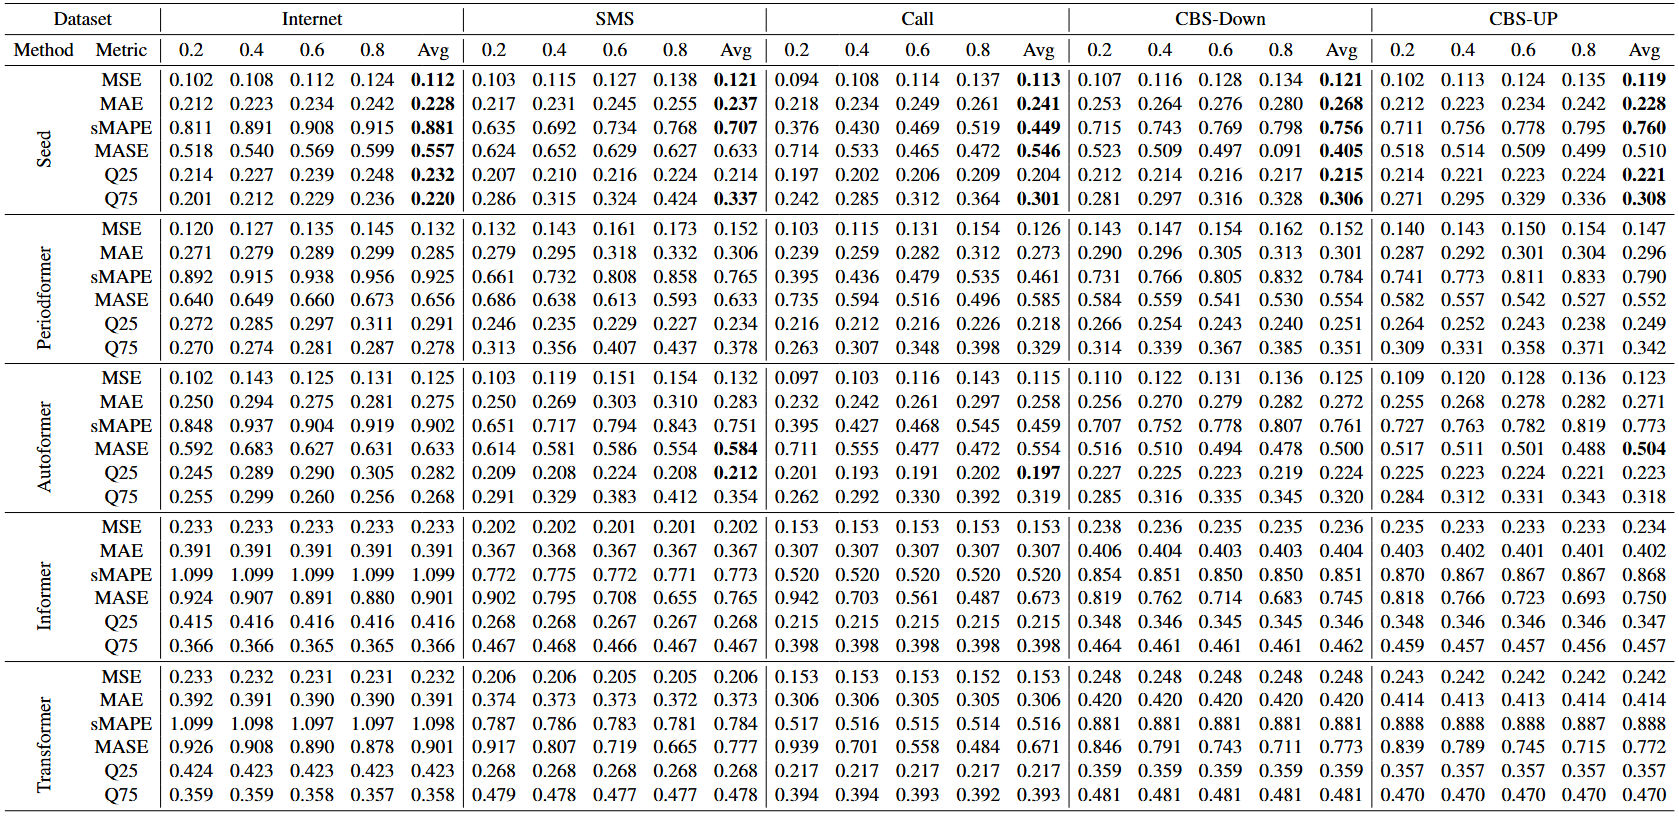 Dataset Internet SMS Call CBS-Down CBS-UP
Method Metric 0.2 0.4 0.6 0.8 Avg 0.2 0.4 0.6 0.8 Avg 0.2 0.4 0.6 0.8 Avg 0.2 0.4 0.6 0.8 Avg 0.2 0.4 0.6 0.8 Avg
Seed
MSE 0.102 0.108 0.112 0.124 0.112 0.103 0.115 0.127 0.138 0.121 0.094 0.108 0.114 0.137 0.113 0.107 0.116 0.128 0.134 0.121 0.102 0.113 0.124 0.135 0.119
MAE 0.212 0.223 0.234 0.242 0.228 0.217 0.231 0.245 0.255 0.237 0.218 0.234 0.249 0.261 0.241 0.253 0.264 0.276 0.280 0.268 0.212 0.223 0.234 0.242 0.228
sMAPE 0.811 0.891 0.908 0.915 0.881 0.635 0.692 0.734 0.768 0.707 0.376 0.430 0.469 0.519 0.449 0.715 0.743 0.769 0.798 0.756 0.711 0.756 0.778 0.795 0.760
MASE 0.518 0.540 0.569 0.599 0.557 0.624 0.652 0.629 0.627 0.633 0.714 0.533 0.465 0.472 0.546 0.523 0.509 0.497 0.091 0.405 0.518 0.514 0.509 0.499 0.510
Q25 0.214 0.227 0.239 0.248 0.232 0.207 0.210 0.216 0.224 0.214 0.197 0.202 0.206 0.209 0.204 0.212 0.214 0.216 0.217 0.215 0.214 0.221 0.223 0.224 0.221
Q75 0.201 0.212 0.229 0.236 0.220 0.286 0.315 0.324 0.424 0.337 0.242 0.285 0.312 0.364 0.301 0.281 0.297 0.316 0.328 0.306 0.271 0.295 0.329 0.336 0.308
Periodformer
MSE 0.120 0.127 0.135 0.145 0.132 0.132 0.143 0.161 0.173 0.152 0.103 0.115 0.131 0.154 0.126 0.143 0.147 0.154 0.162 0.152 0.140 0.143 0.150 0.154 0.147
MAE 0.271 0.279 0.289 0.299 0.285 0.279 0.295 0.318 0.332 0.306 0.239 0.259 0.282 0.312 0.273 0.290 0.296 0.305 0.313 0.301 0.287 0.292 0.301 0.304 0.296
sMAPE 0.892 0.915 0.938 0.956 0.925 0.661 0.732 0.808 0.858 0.765 0.395 0.436 0.479 0.535 0.461 0.731 0.766 0.805 0.832 0.784 0.741 0.773 0.811 0.833 0.790
MASE 0.640 0.649 0.660 0.673 0.656 0.686 0.638 0.613 0.593 0.633 0.735 0.594 0.516 0.496 0.585 0.584 0.559 0.541 0.530 0.554 0.582 0.557 0.542 0.527 0.552
Q25 0.272 0.285 0.297 0.311 0.291 0.246 0.235 0.229 0.227 0.234 0.216 0.212 0.216 0.226 0.218 0.266 0.254 0.243 0.240 0.251 0.264 0.252 0.243 0.238 0.249
Q75 0.270 0.274 0.281 0.287 0.278 0.313 0.356 0.407 0.437 0.378 0.263 0.307 0.348 0.398 0.329 0.314 0.339 0.367 0.385 0.351 0.309 0.331 0.358 0.371 0.342
Autoformer
MSE 0.102 0.143 0.125 0.131 0.125 0.103 0.119 0.151 0.154 0.132 0.097 0.103 0.116 0.143 0.115 0.110 0.122 0.131 0.136 0.125 0.109 0.120 0.128 0.136 0.123
MAE 0.250 0.294 0.275 0.281 0.275 0.250 0.269 0.303 0.310 0.283 0.232 0.242 0.261 0.297 0.258 0.256 0.270 0.279 0.282 0.272 0.255 0.268 0.278 0.282 0.271
sMAPE 0.848 0.937 0.904 0.919 0.902 0.651 0.717 0.794 0.843 0.751 0.395 0.427 0.468 0.545 0.459 0.707 0.752 0.778 0.807 0.761 0.727 0.763 0.782 0.819 0.773
MASE 0.592 0.683 0.627 0.631 0.633 0.614 0.581 0.586 0.554 0.584 0.711 0.555 0.477 0.472 0.554 0.516 0.510 0.494 0.478 0.500 0.517 0.511 0.501 0.488 0.504
Q25 0.245 0.289 0.290 0.305 0.282 0.209 0.208 0.224 0.208 0.212 0.201 0.193 0.191 0.202 0.197 0.227 0.225 0.223 0.219 0.224 0.225 0.223 0.224 0.221 0.223
Q75 0.255 0.299 0.260 0.256 0.268 0.291 0.329 0.383 0.412 0.354 0.262 0.292 0.330 0.392 0.319 0.285 0.316 0.335 0.345 0.320 0.284 0.312 0.331 0.343 0.318
Informer
MSE 0.233 0.233 0.233 0.233 0.233 0.202 0.202 0.201 0.201 0.202 0.153 0.153 0.153 0.153 0.153 0.238 0.236 0.235 0.235 0.236 0.235 0.233 0.233 0.233 0.234
MAE 0.391 0.391 0.391 0.391 0.391 0.367 0.368 0.367 0.367 0.367 0.307 0.307 0.307 0.307 0.307 0.406 0.404 0.403 0.403 0.404 0.403 0.402 0.401 0.401 0.402
sMAPE 1.099 1.099 1.099 1.099 1.099 0.772 0.775 0.772 0.771 0.773 0.520 0.520 0.520 0.520 0.520 0.854 0.851 0.850 0.850 0.851 0.870 0.867 0.867 0.867 0.868
MASE 0.924 0.907 0.891 0.880 0.901 0.902 0.795 0.708 0.655 0.765 0.942 0.703 0.561 0.487 0.673 0.819 0.762 0.714 0.683 0.745 0.818 0.766 0.723 0.693 0.750
Q25 0.415 0.416 0.416 0.416 0.416 0.268 0.268 0.267 0.267 0.268 0.215 0.215 0.215 0.215 0.215 0.348 0.346 0.345 0.345 0.346 0.348 0.346 0.346 0.346 0.347
Q75 0.366 0.366 0.365 0.365 0.366 0.467 0.468 0.466 0.467 0.467 0.398 0.398 0.398 0.398 0.398 0.464 0.461 0.461 0.461 0.462 0.459 0.457 0.457 0.456 0.457
Transformer
MSE 0.233 0.232 0.231 0.231 0.232 0.206 0.206 0.205 0.205 0.206 0.153 0.153 0.153 0.152 0.153 0.248 0.248 0.248 0.248 0.248 0.243 0.242 0.242 0.242 0.242
MAE 0.392 0.391 0.390 0.390 0.391 0.374 0.373 0.373 0.372 0.373 0.306 0.306 0.305 0.305 0.306 0.420 0.420 0.420 0.420 0.420 0.414 0.413 0.413 0.414 0.414
sMAPE 1.099 1.098 1.097 1.097 1.098 0.787 0.786 0.783 0.781 0.784 0.517 0.516 0.515 0.514 0.516 0.881 0.881 0.881 0.881 0.881 0.888 0.888 0.888 0.887 0.888
MASE 0.926 0.908 0.890 0.878 0.901 0.917 0.807 0.719 0.665 0.777 0.939 0.701 0.558 0.484 0.671 0.846 0.791 0.743 0.711 0.773 0.839 0.789 0.745 0.715 0.772
Q25 0.424 0.423 0.423 0.423 0.423 0.268 0.268 0.268 0.268 0.268 0.217 0.217 0.217 0.217 0.217 0.359 0.359 0.359 0.359 0.359 0.357 0.357 0.357 0.357 0.357
Q75 0.359 0.359 0.358 0.357 0.358 0.479 0.478 0.477 0.477 0.478 0.394 0.394 0.393 0.392 0.393 0.481 0.481 0.481 0.481 0.481 0.470 0.470 0.470 0.470 0.470